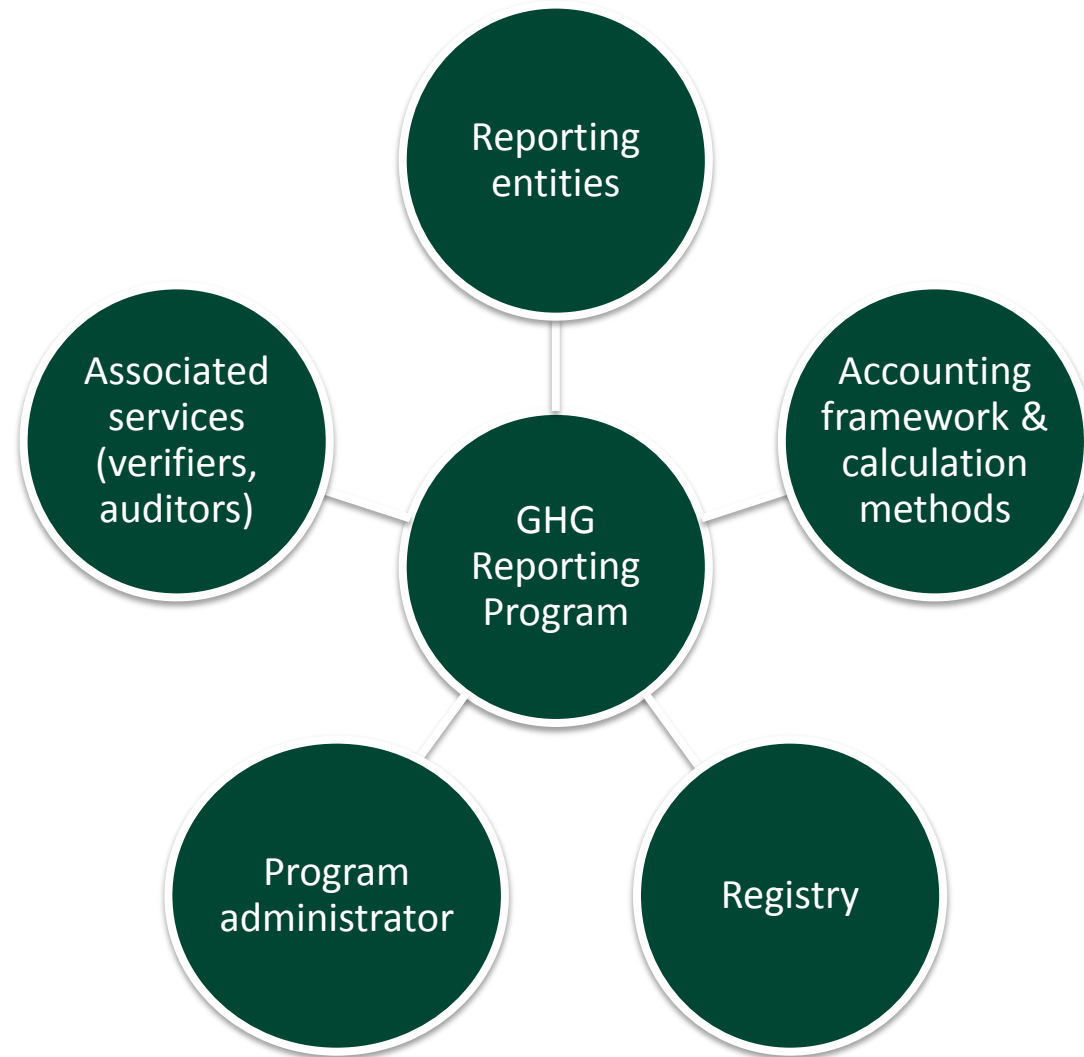 Reporting
entities
Associated
services
(verifiers,
auditors)
Accounting
framework &
calculation
methods
GHG
Reporting
Program
Program
administrator
Registry